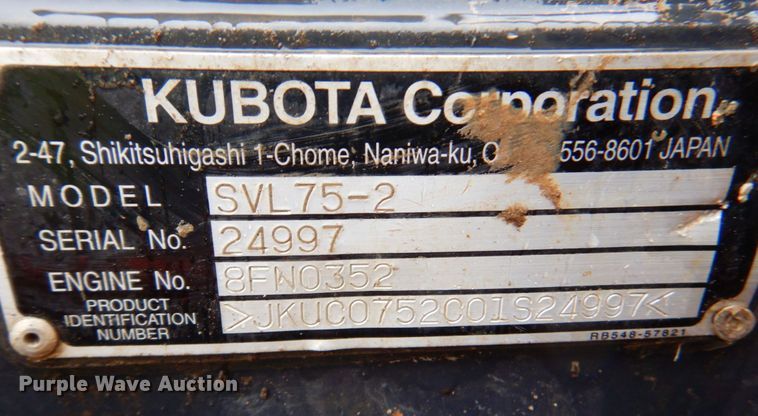 KUBOTA Corporation
2-47, Shikitsuhigashi 1-Chome, Naniwa-ku, 556-8601 JAPAN
MODEL SVL75-2
SERIAL No. 24997
ENGINE No. 8FW0352
PRODUCT IDENTIFICATION NUMBER >JKUC0752C01S24997<
RB548-57821
Purple Wave Auction